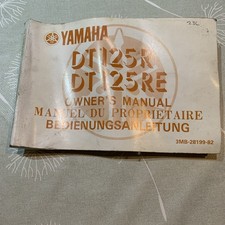 YAMAHA
DT125R
DT125RE
OWNER'S MANUAL
MANUEL DU PROPRIETAIRE
BEDIENUNGSANLEITUNG
3MB-28199-82